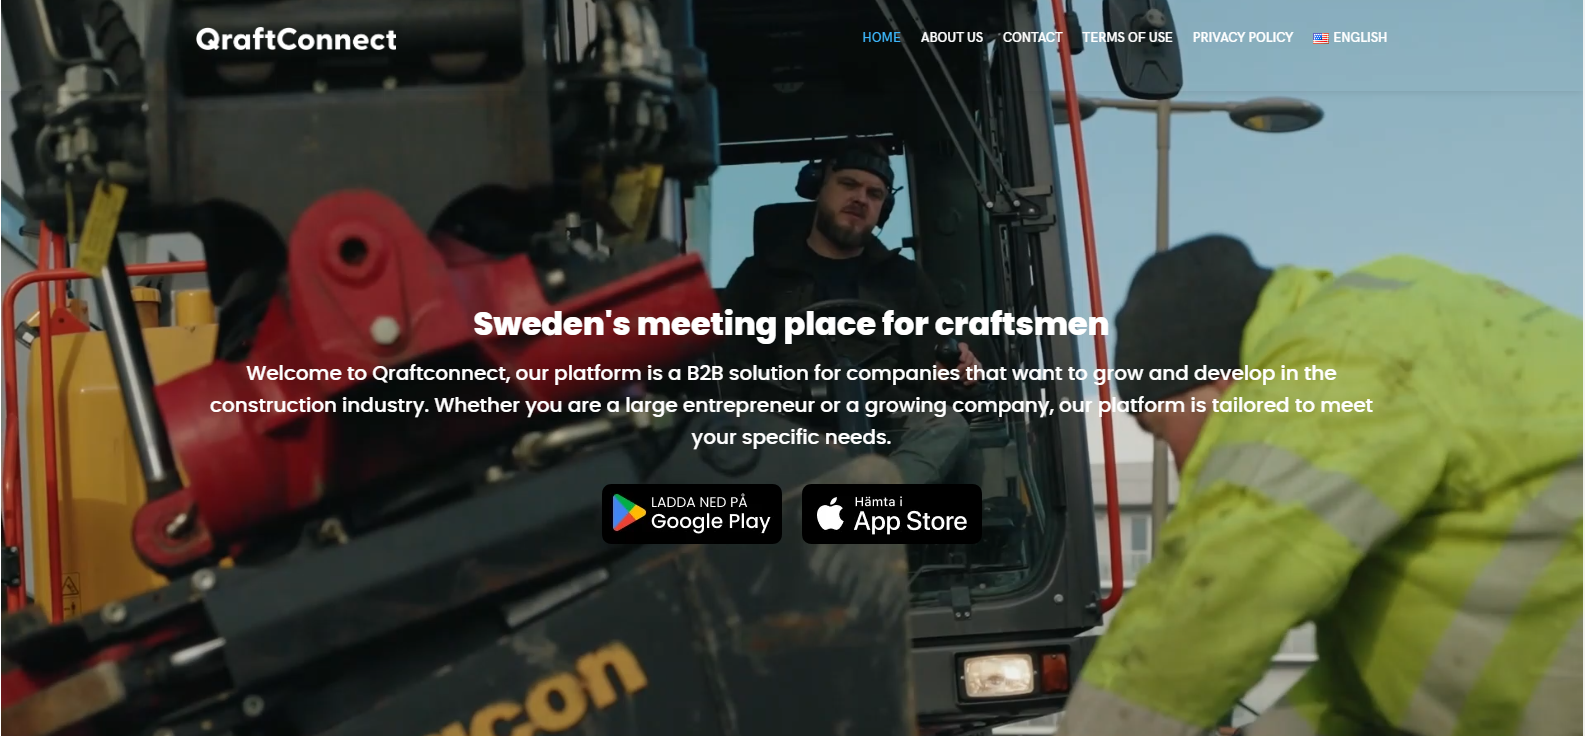 QraftConnect
HOME ABOUT US CONTACT TERMS OF USE PRIVACY POLICY ENGLISH
Sweden's meeting place for craftsmen
Welcome to Qraftconnect, our platform is a B2B solution for companies that want to grow and develop in the
construction industry. Whether you are a large entrepreneur or a growing company, our platform is tailored to meet
your specific needs.
LADDA NED PÅ
Google Play
Hämta i
App Store